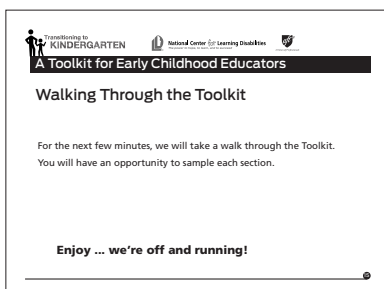 Transitioning to
KINDERGARTEN
National Center for Learning Disabilities
A Toolkit for Early Childhood Educators
Walking Through the Toolkit
For the next few minutes, we will take a walk through the Toolkit.
You will have an opportunity to sample each section.
Enjoy ... we're off and running!